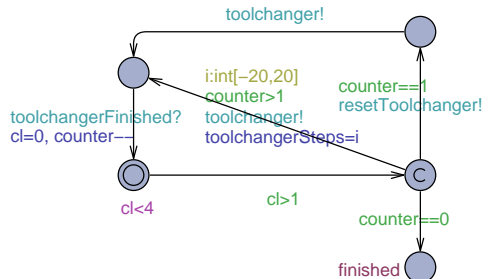 toolchanger!
i:int[−20,20]
counter>1
toolchanger!
toolchangerSteps=i
counter==1
resetToolchanger!
toolchangerFinished?
cl=0, counter−−
C
cl<4
cl>1
counter==0
finished